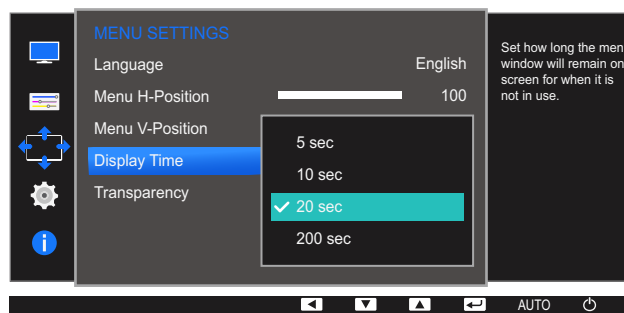 MENU SETTINGS
Language English
Menu H-Position 100
Menu V-Position
Display Time
Transparency
5 sec
10 sec
20 sec
200 sec
Set how long the men
window will remain on
screen for when it is
not in use.
AUTO